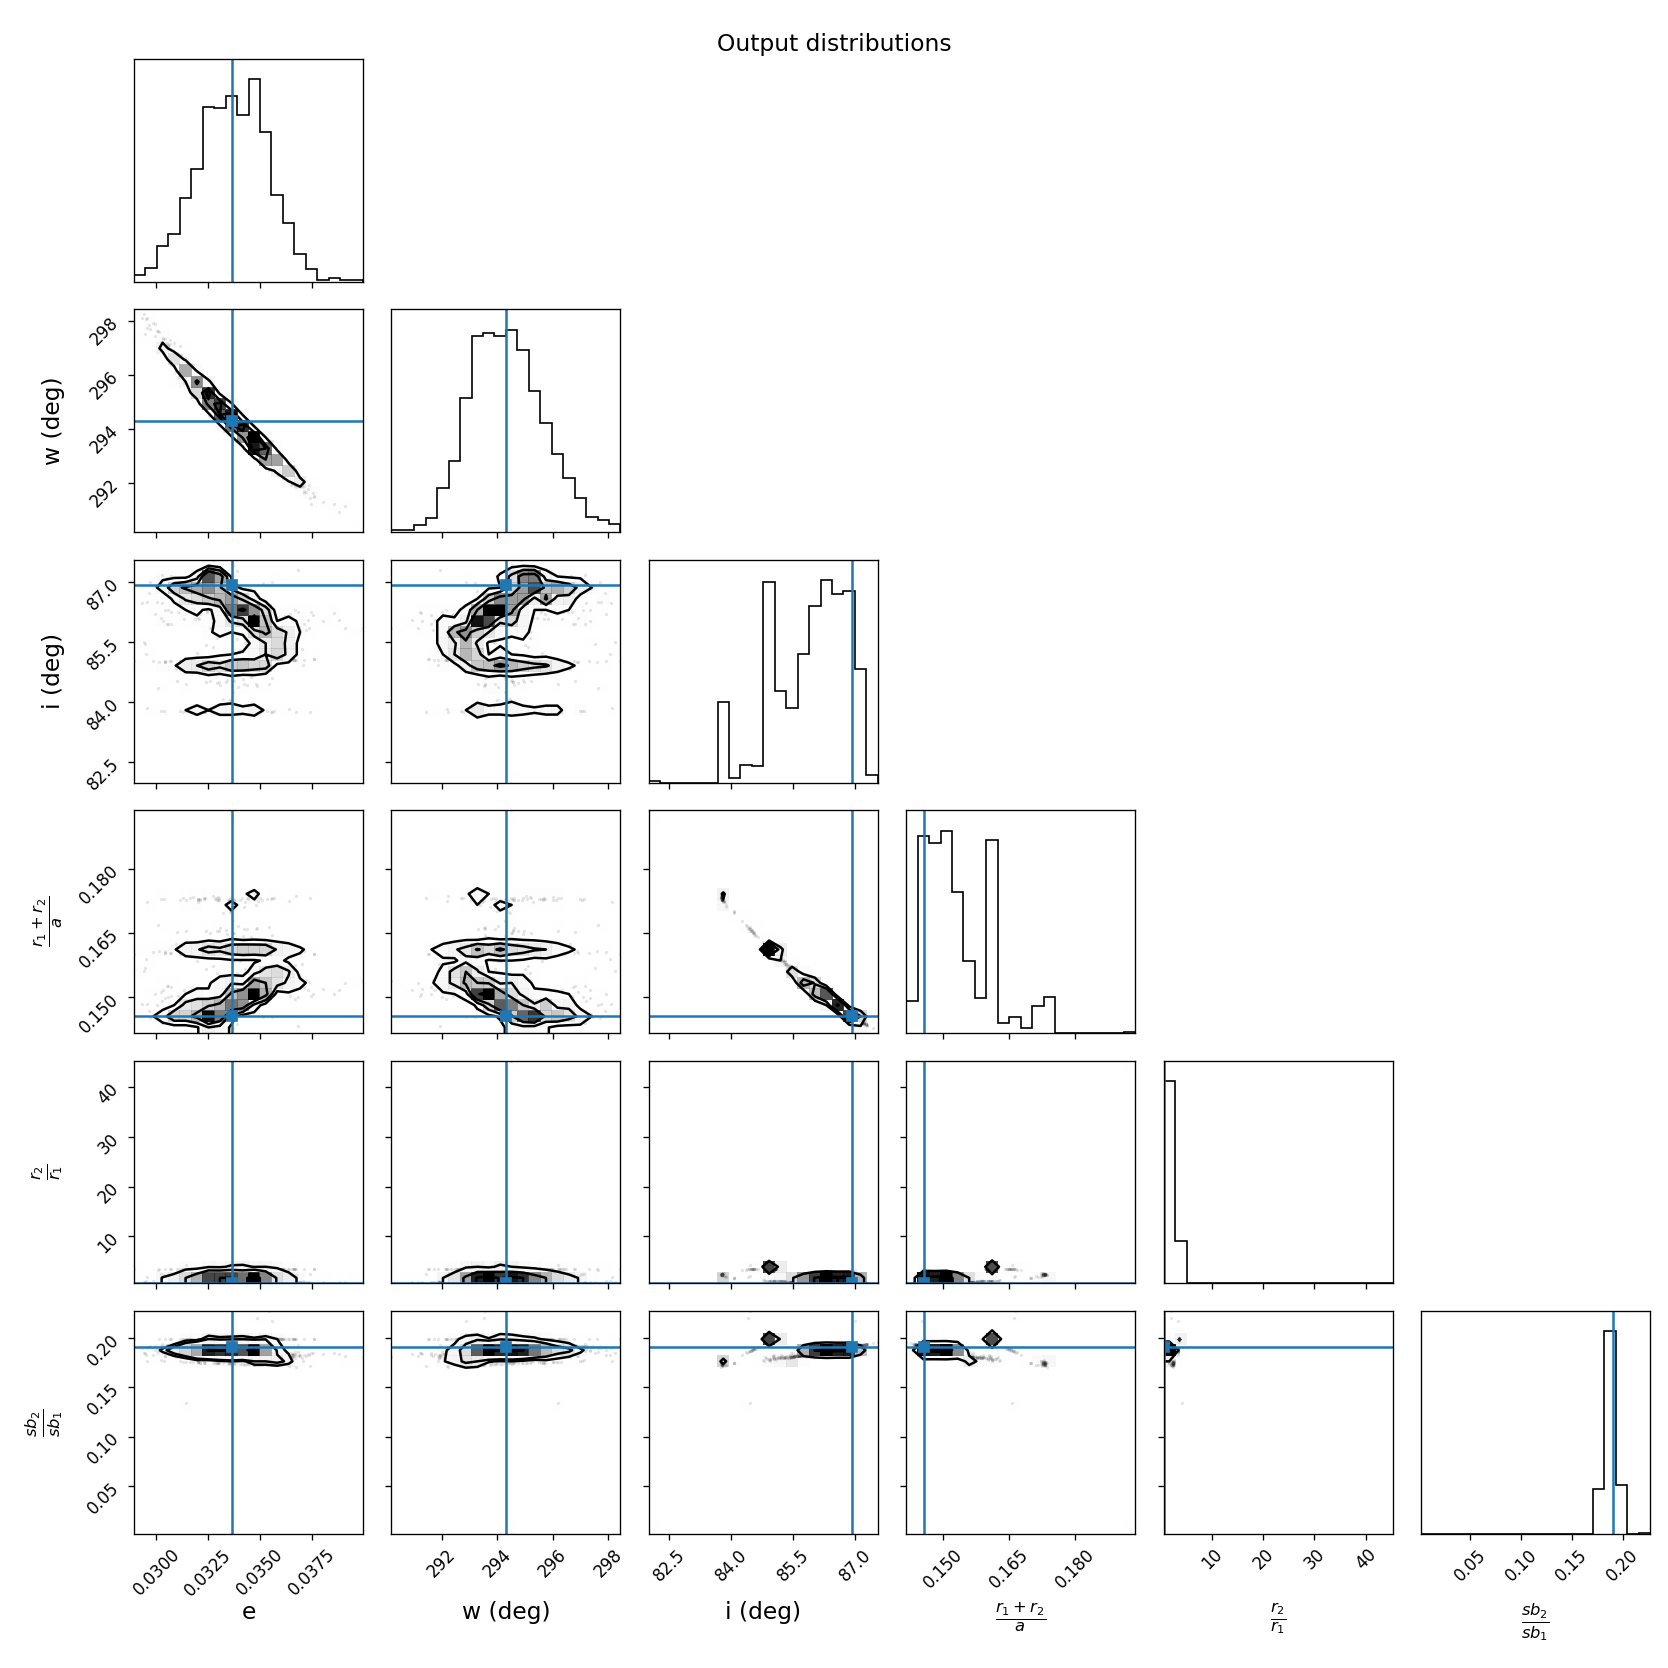 Output distributions
w (deg)
298
296
294
292
i (deg)
87.0
85.5
84.0
82.5
r₁ + r₂
a
0.180
0.165
0.150
r₂
r₁
40
30
20
10
sb₂
sb₁
0.20
0.15
0.10
0.05
0.0300 0.0325 0.0350 0.0375 292 294 296 298 82.5 84.0 85.5 87.0 0.150 0.165 0.180 10 20 30 40 0.05 0.10 0.15 0.20
e w (deg) i (deg) r₁ + r₂ r₂ sb₂
a r₁ sb₁